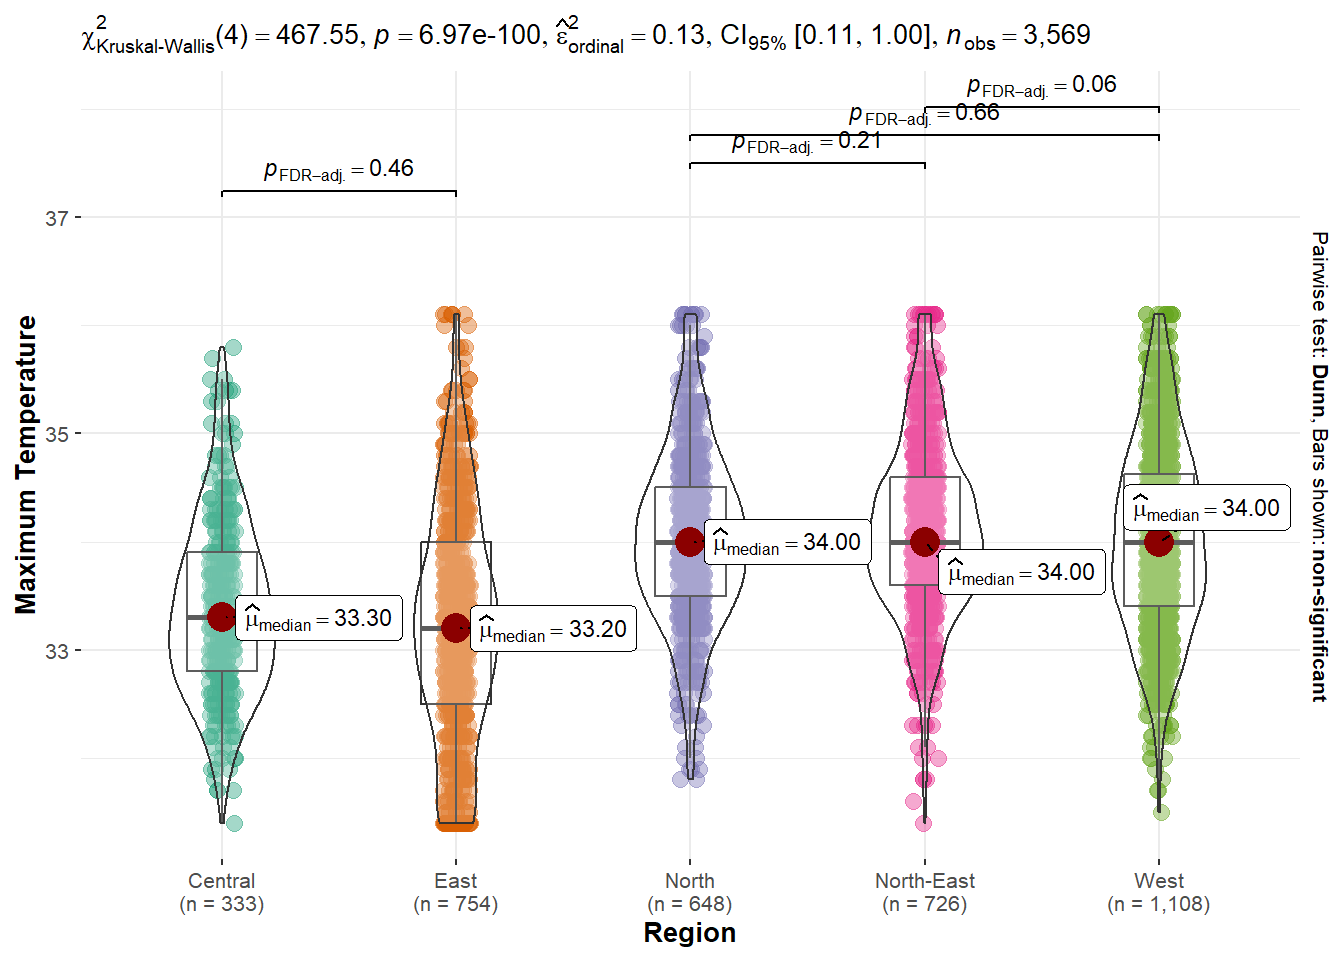 χ²Kruskal-Wallis(4) = 467.55, p = 6.97e-100, ε̂²ordinal = 0.13, CI95% [0.11, 1.00], nobs = 3,569
pFDR–adj. = 0.06
pFDR–adj. = 0.66
pFDR–adj. = 0.21
pFDR–adj. = 0.46
37
35
33
Maximum Temperature
μ̂median = 33.30
μ̂median = 33.20
μ̂median = 34.00
μ̂median = 34.00
μ̂median = 34.00
Pairwise test: Dunn, Bars shown: non-significant
Central
(n = 333)
East
(n = 754)
North
(n = 648)
North-East
(n = 726)
West
(n = 1,108)
Region